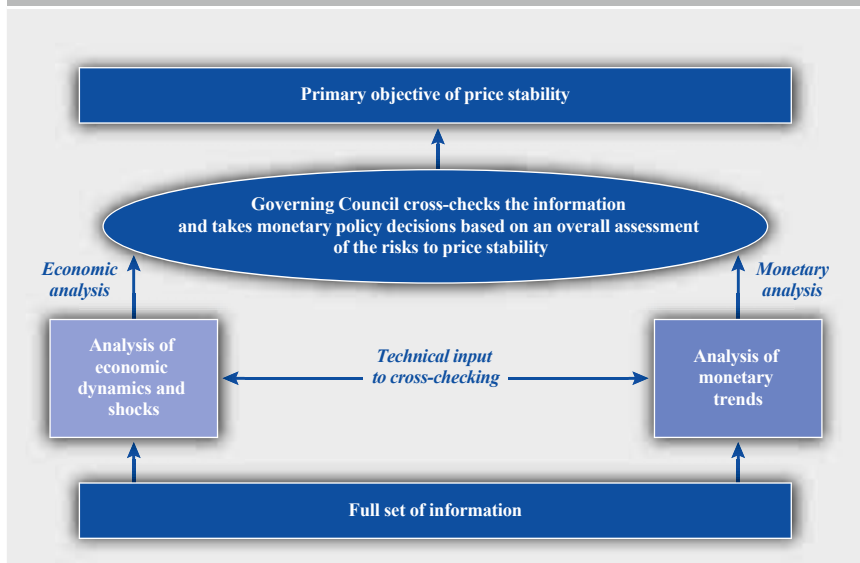 Primary objective of price stability
Governing Council cross-checks the information
and takes monetary policy decisions based on an overall assessment
of the risks to price stability
Economic
analysis
Monetary
analysis
Analysis of
economic
dynamics and
shocks
Technical input
to cross-checking
Analysis of
monetary
trends
Full set of information